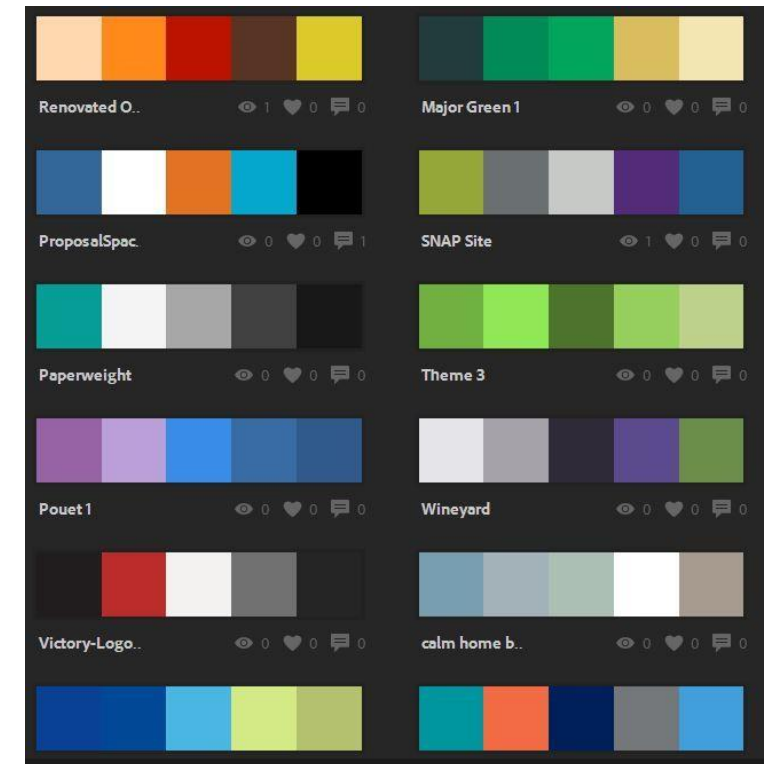 Renovated O.. 1 0 0
Major Green 1 0 0 0
ProposalSpac. 0 0 1
SNAP Site 1 0 0
Paperweight 0 0 0
Theme 3 0 0 0
Pouet 1 0 0 0
Wineyard 0 0 0
Victory-Logo.. 0 0 0
calm home b.. 0 0 0